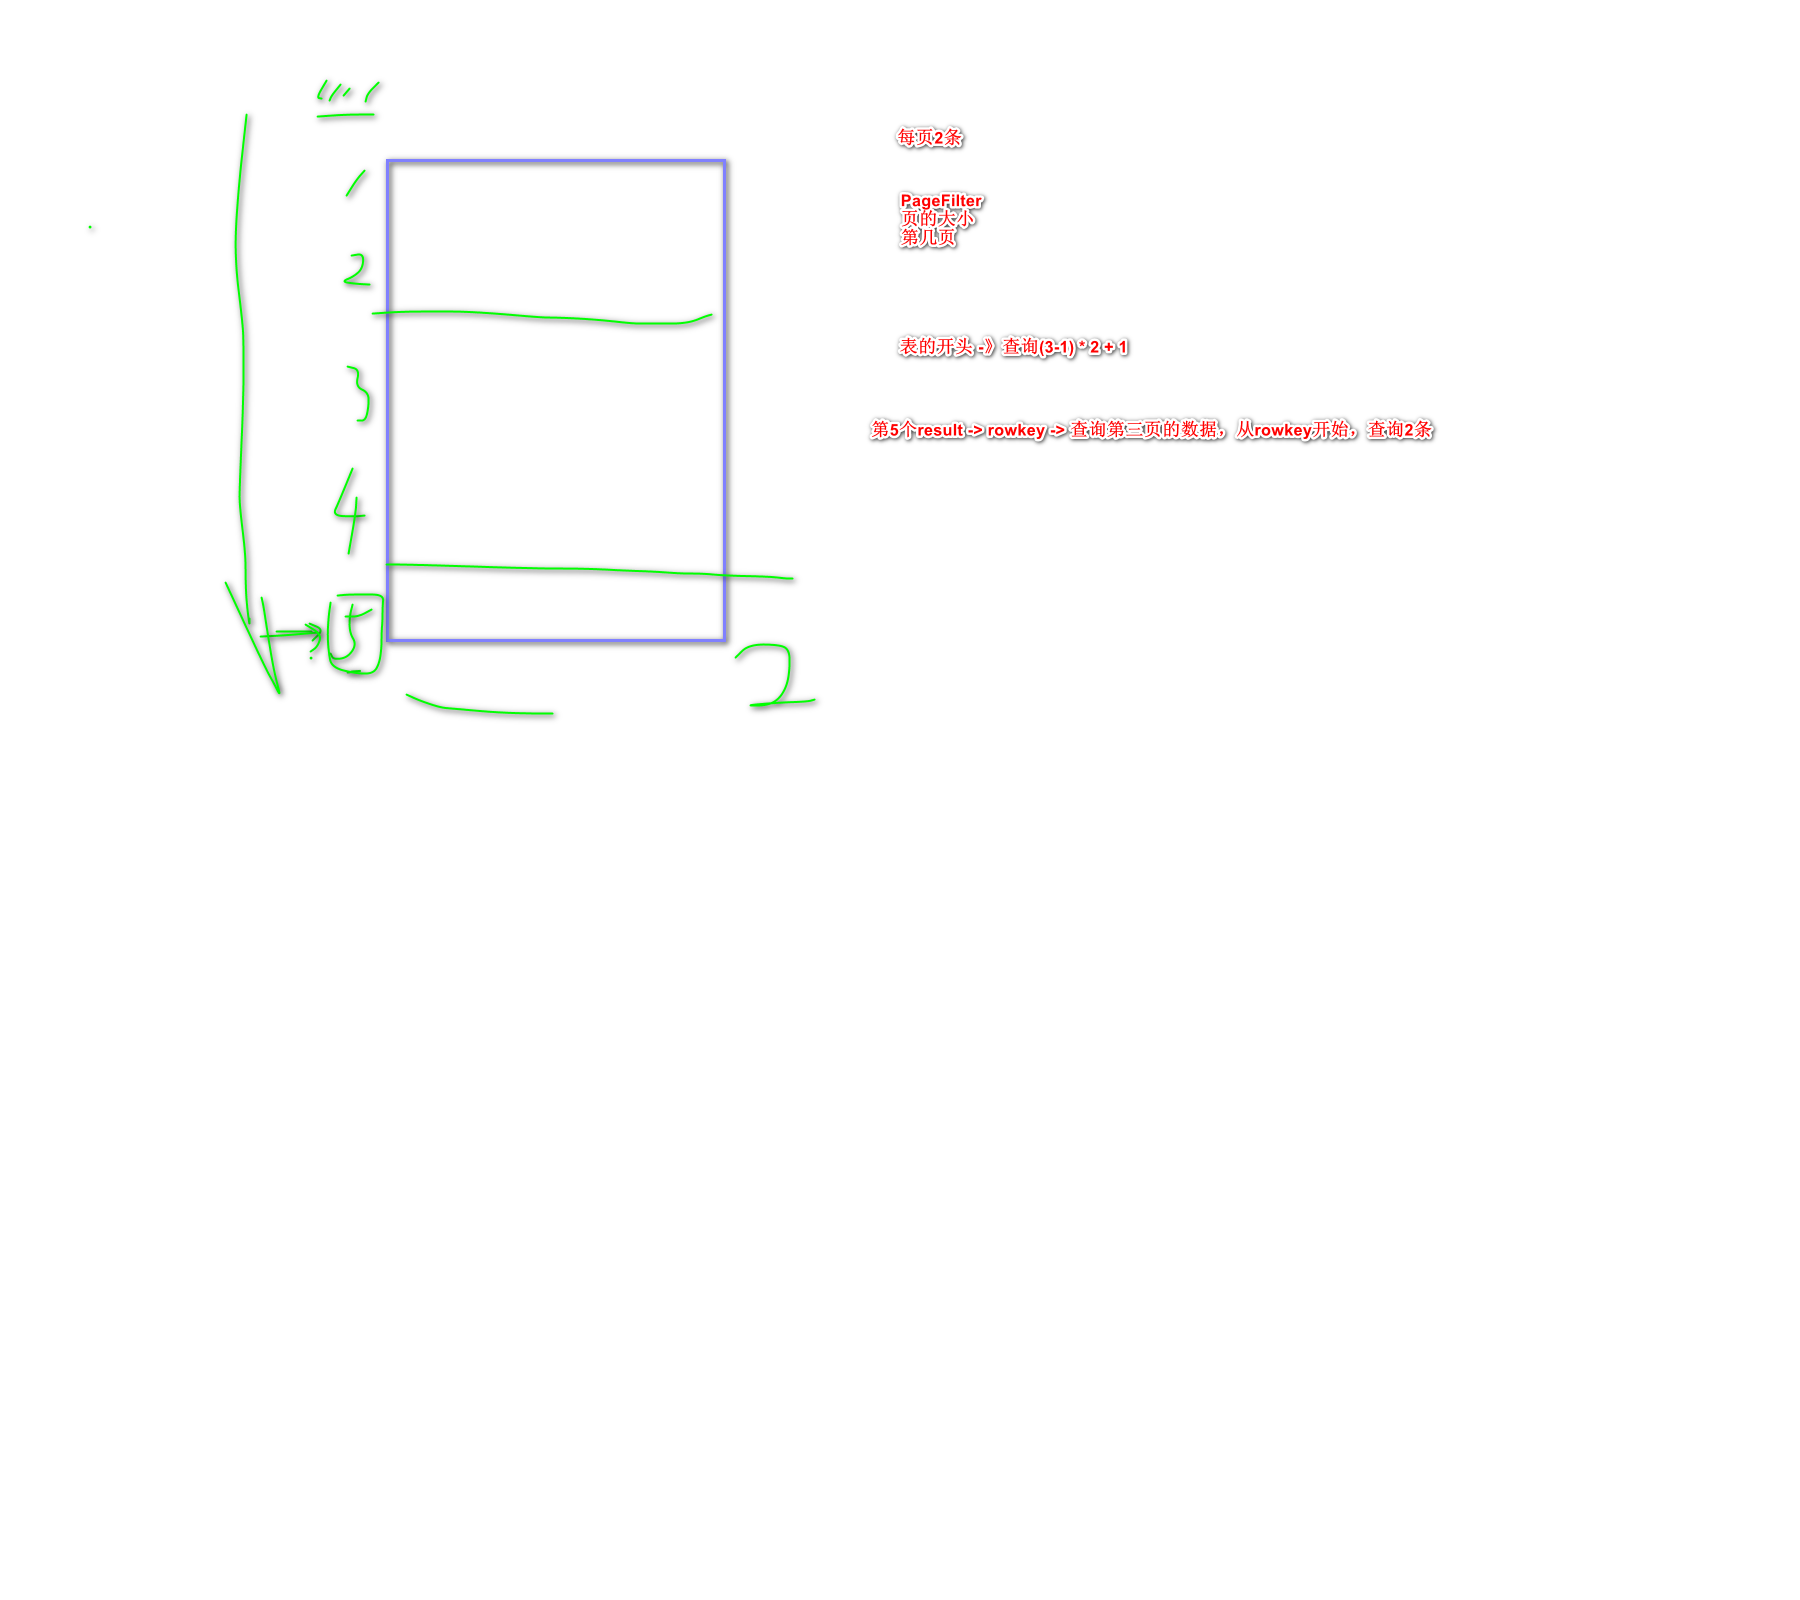 1
2
3
4
5
2
每页2条
PageFilter
页的大小
第几页
表的开头 -》查询(3-1) * 2 + 1
第5个result -> rowkey -> 查询第三页的数据，从rowkey开始，查询2条